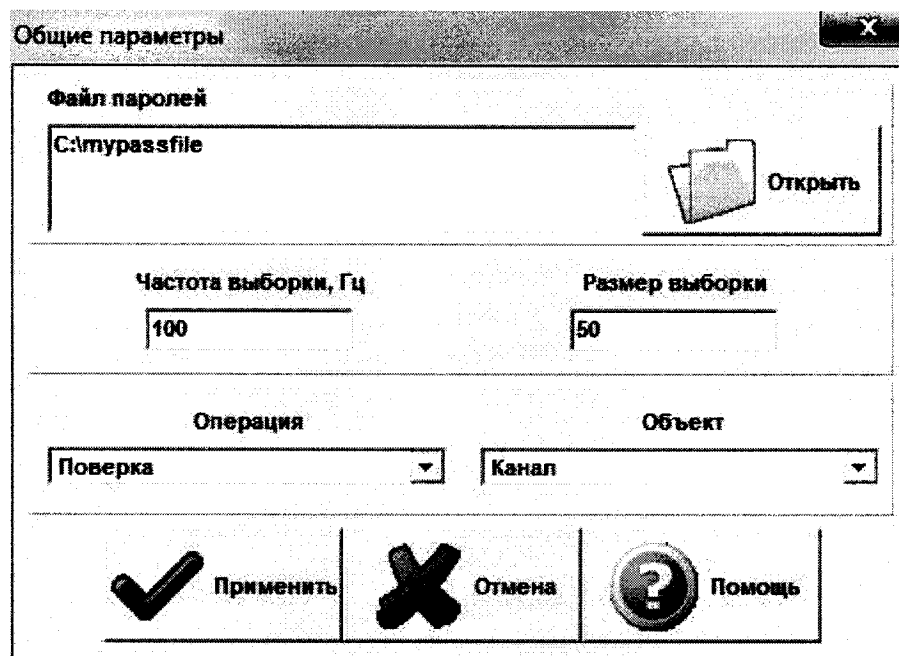 Общие параметры
X
Файл паролей
C:\mypassfile
Открыть
Частота выборки, Гц
Размер выборки
100
50
Операция
Объект
Поверка
Канал
Применить
Отмена
?
Помощь